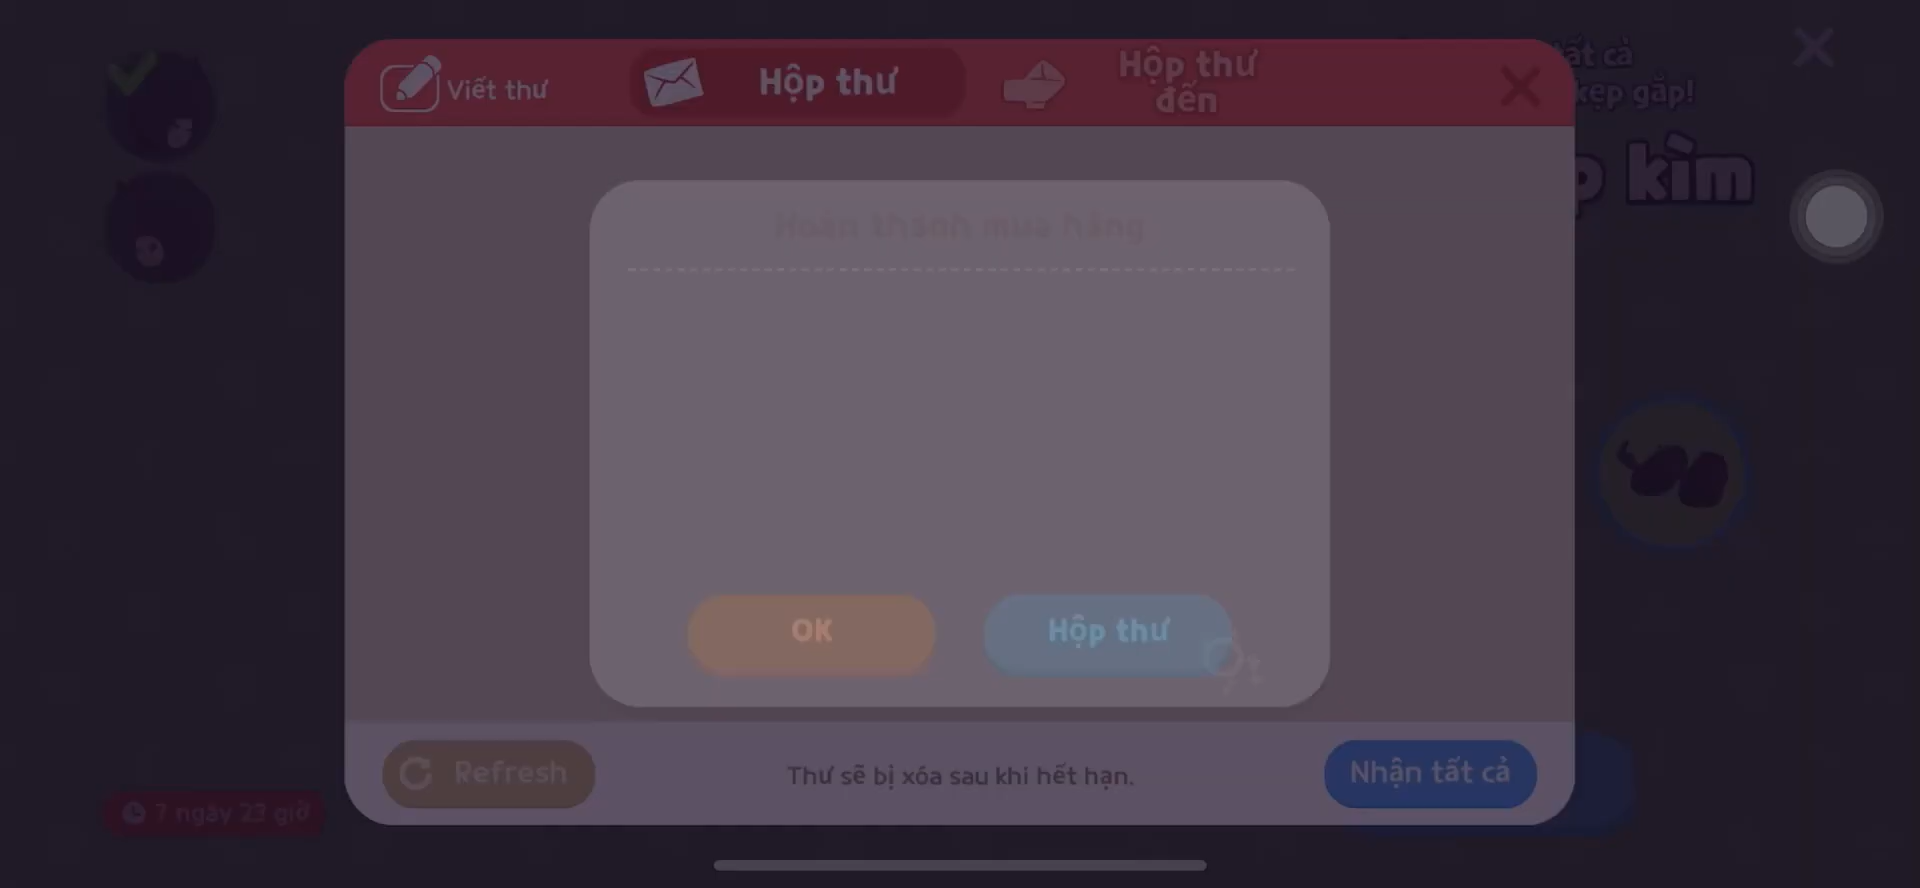 Viết thư
Hộp thư
Hộp thư
đến
tất cả
kẹp gắp!
p kìm
Hoàn thành mua hàng
OK
Hộp thư
Refresh
Thư sẽ bị xóa sau khi hết hạn.
Nhận tất cả
7 ngày 23 giờ